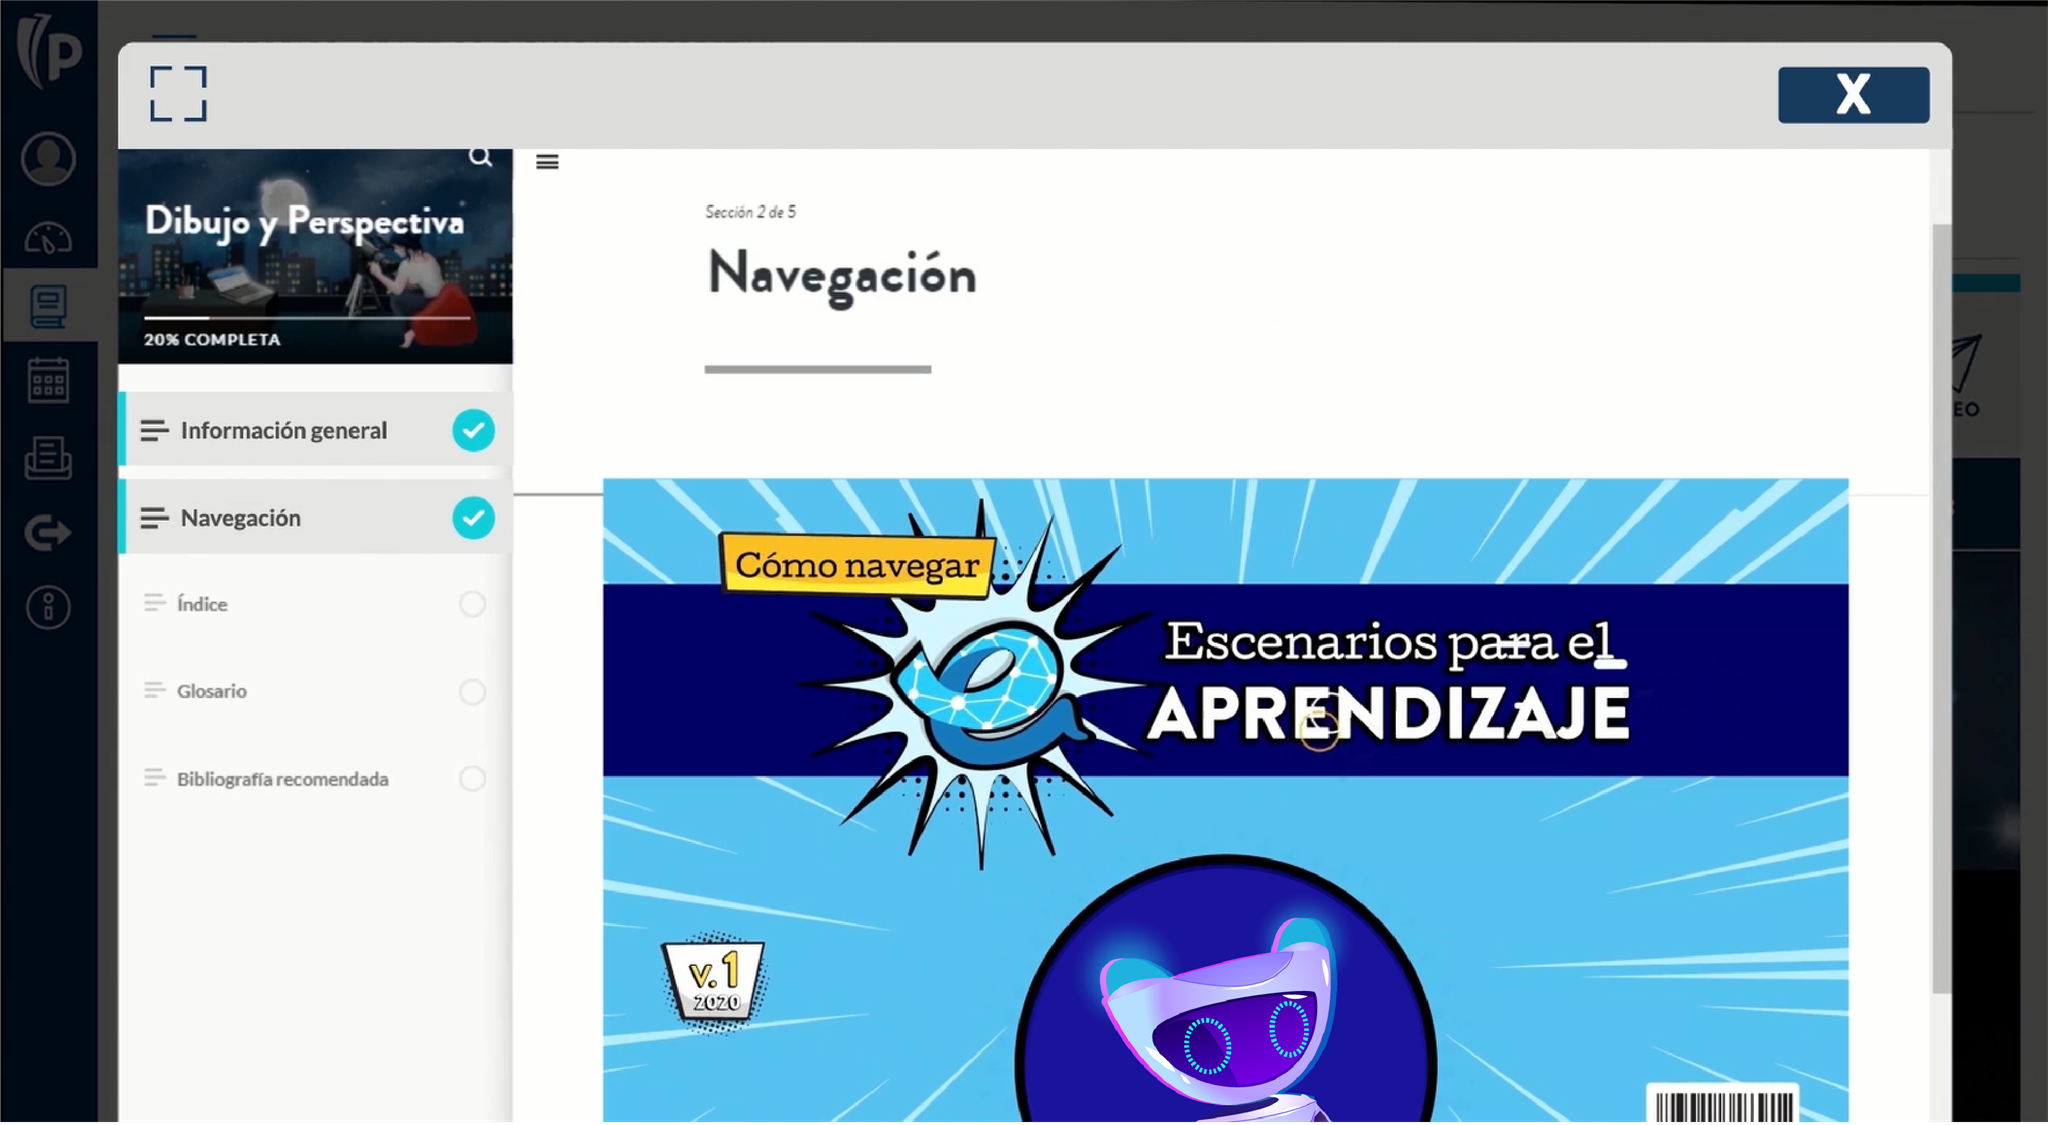 p
X
Dibujo y Perspectiva
20% COMPLETA
Información general
Navegación
Índice
Glosario
Bibliografía recomendada
Sección 2 de 5
Navegación
Cómo navegar
Escenarios para el
APRENDIZAJE
v.1
2020
EO